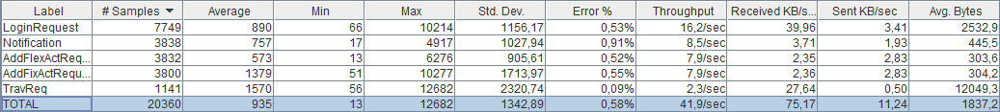 Label # Samples Average Min Max Std. Dev. Error % Throughput Received KB/s... Sent KB/sec Avg. Bytes
LoginRequest 7749 890 66 10214 1156,17 0,53% 16,2/sec 39,96 3,41 2532,9
Notification 3838 757 17 4917 1027,94 0,91% 8,5/sec 3,71 1,93 445,5
AddFlexActReq... 3832 573 13 6276 905,61 0,52% 7,9/sec 2,35 2,83 303,6
AddFixActRequ... 3800 1379 51 10277 1713,97 0,55% 7,9/sec 2,36 2,83 304,2
TravReq 1141 1570 56 12682 2320,74 0,09% 2,3/sec 27,64 0,50 12049,3
TOTAL 20360 935 13 12682 1342,89 0,58% 41,9/sec 75,17 11,24 1837,2